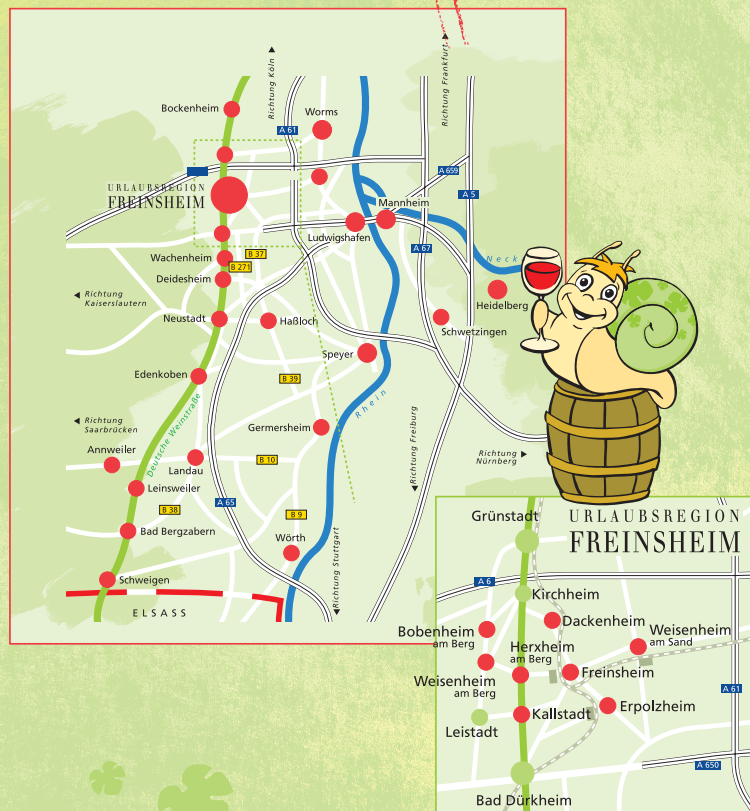 Richtung Köln
Richtung Frankfurt
Bockenheim
Worms
A 61
A 659
A 5
URLAUBSREGION
FREINSHEIM
Mannheim
Ludwigshafen
A 67
Wachenheim
B 37
B 271
Neck
Deidesheim
Heidelberg
Richtung
Kaiserslautern
Neustadt
Haßloch
Schwetzingen
Speyer
Edenkoben
B 39
Rhein
Deutsche Weinstraße
Richtung
Saarbrücken
Germersheim
Richtung Freiburg
Annweiler
Landau
B 10
Richtung
Nürnberg
Leinsweiler
A 65
B 38
B 9
Bad Bergzabern
Wörth
Richtung Stuttgart
Schweigen
ELSASS
Grünstadt
URLAUBSREGION
FREINSHEIM
A 6
Kirchheim
Dackenheim
Bobenheim
am Berg
Weisenheim
am Sand
Herxheim
am Berg
Freinsheim
Weisenheim
am Berg
A 61
Kallstadt
Erpolzheim
Leistadt
A 650
Bad Dürkheim